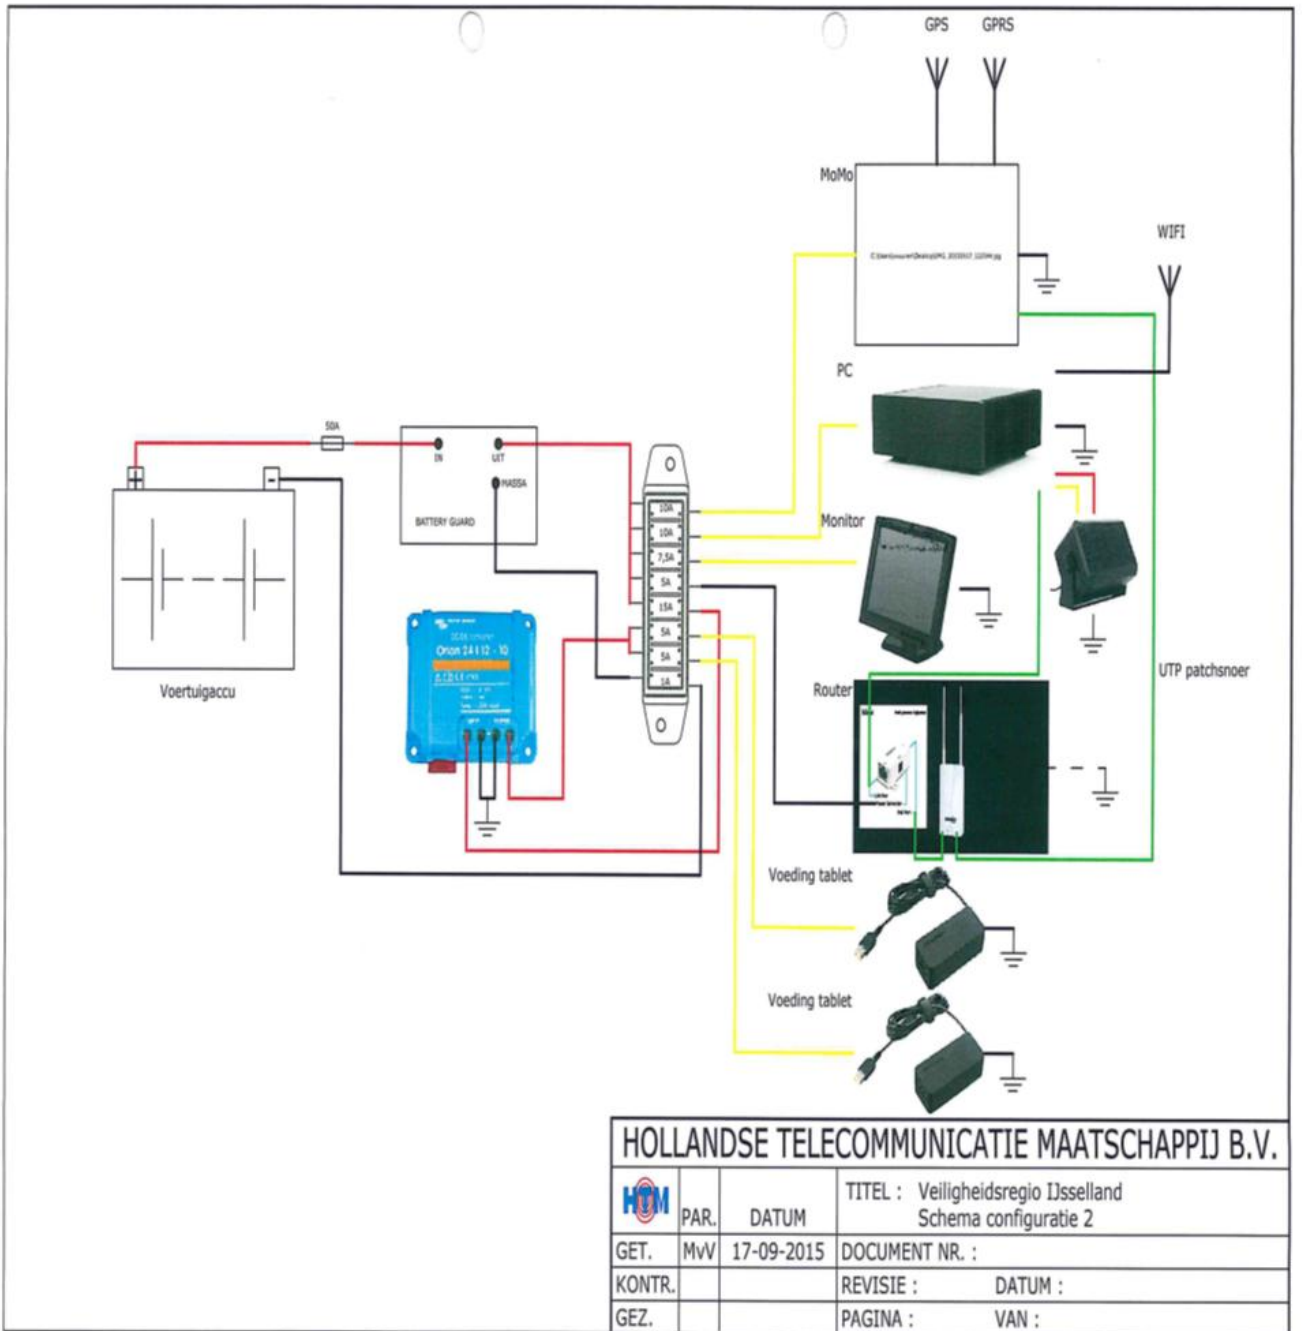 GPS GPRS
MoMo
WIFI
PC
50A
IN UIT
MASSA
BATTERY GUARD
10A
10A
7,5A
5A
15A
5A
5A
1A
Monitor
+ -
Voertuigaccu
Orion 24 | 12 - 10
Router
UTP patchsnoer
Voeding tablet
Voeding tablet
HOLLANDSE TELECOMMUNICATIE MAATSCHAPPIJ B.V.
HTM PAR. DATUM TITEL : Veiligheidsregio IJsselland
Schema configuratie 2
GET. MvV 17-09-2015 DOCUMENT NR. :
KONTR. REVISIE : DATUM :
GEZ. PAGINA : VAN :